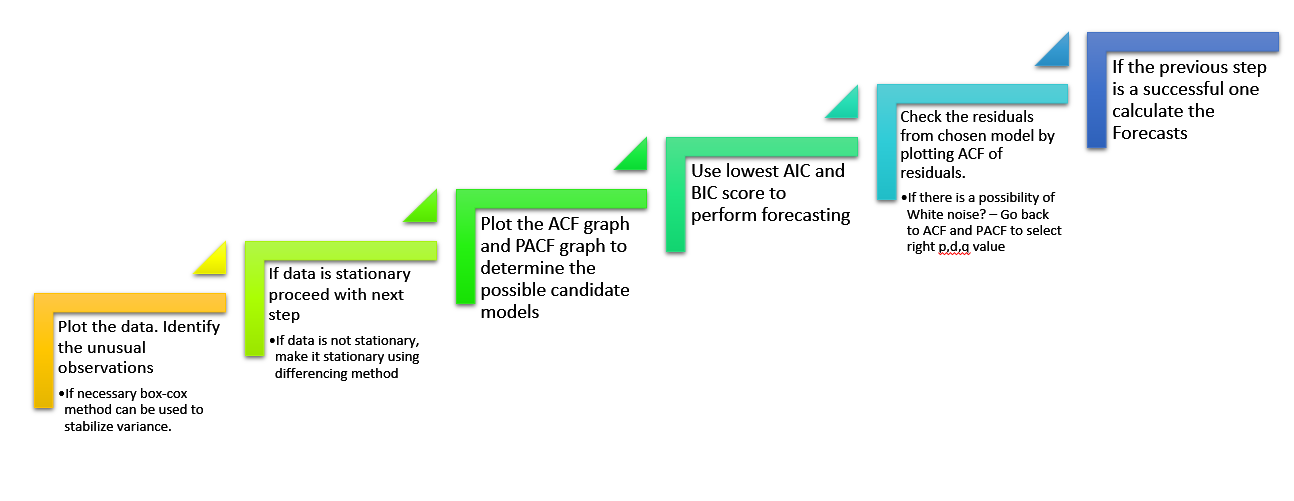 Plot the data. Identify
the unusual
observations
•If necessary box-cox
method can be used to
stabilize variance.
If data is stationary
proceed with next
step
•If data is not stationary,
make it stationary using
differencing method
Plot the ACF graph
and PACF graph to
determine the
possible candidate
models
Use lowest AIC and
BIC score to
perform forecasting
Check the residuals
from chosen model by
plotting ACF of
residuals.
•If there is a possibility of
White noise? – Go back
to ACF and PACF to select
right p,d,q value
If the previous step
is a successful one
calculate the
Forecasts